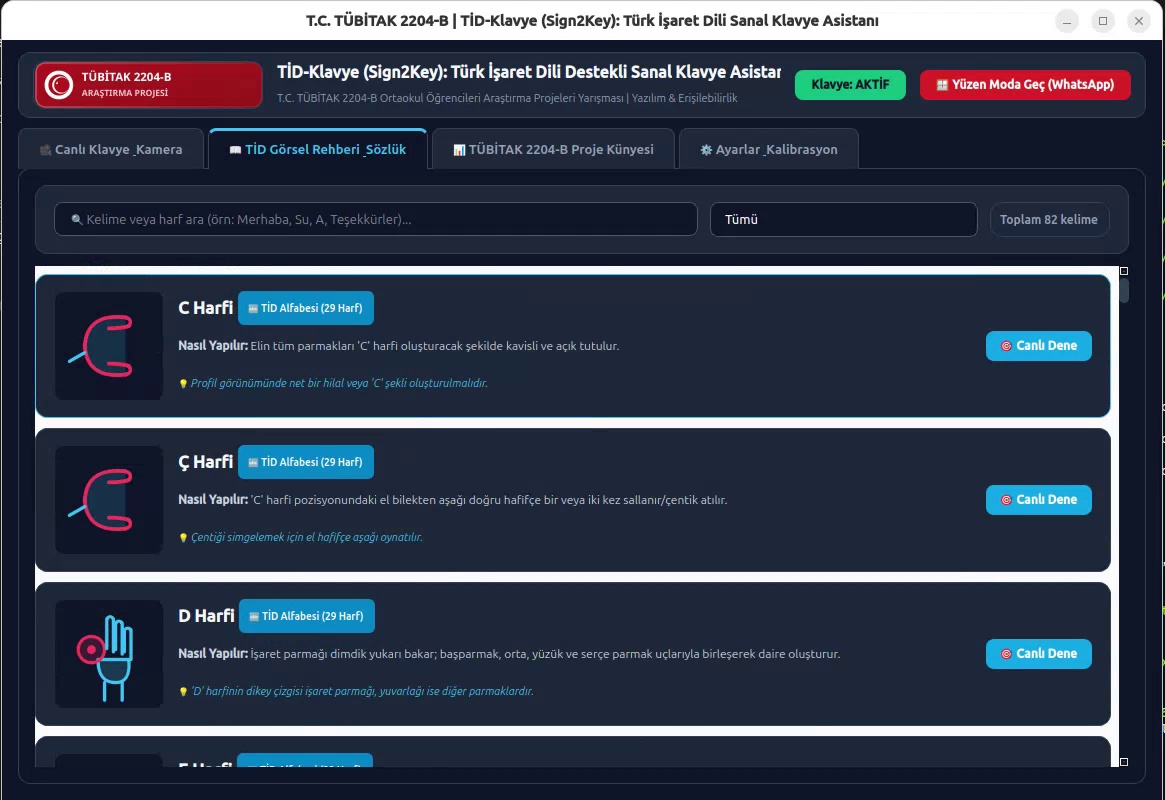 T.C. TÜBİTAK 2204-B | TİD-Klavye (Sign2Key): Türk İşaret Dili Sanal Klavye Asistanı
TÜBİTAK 2204-B
ARAŞTIRMA PROJESİ
TİD-Klavye (Sign2Key): Türk İşaret Dili Destekli Sanal Klavye Asistan
T.C. TÜBİTAK 2204-B Ortaokul Öğrencileri Araştırma Projeleri Yarışması | Yazılım & Erişilebilirlik
Klavye: AKTİF
Yüzen Moda Geç (WhatsApp)
Canlı Klavye _Kamera
TİD Görsel Rehberi _Sözlük
TÜBİTAK 2204-B Proje Künyesi
Ayarlar _Kalibrasyon
Kelime veya harf ara (örn: Merhaba, Su, A, Teşekkürler)...
Tümü
Toplam 82 kelime
C Harfi TİD Alfabesi (29 Harf)
Nasıl Yapılır: Elin tüm parmakları 'C' harfi oluşturacak şekilde kavisli ve açık tutulur.
Canlı Dene
Profil görünümünde net bir hilal veya 'C' şekli oluşturulmalıdır.
Ç Harfi TİD Alfabesi (29 Harf)
Nasıl Yapılır: 'C' harfi pozisyonundaki el bilekten aşağı doğru hafifçe bir veya iki kez sallanır/çentik atılır.
Canlı Dene
Çentiği simgelemek için el hafifçe aşağı oynatılır.
D Harfi TİD Alfabesi (29 Harf)
Nasıl Yapılır: İşaret parmağı dimdik yukarı bakar; başparmak, orta, yüzük ve serçe parmak uçlarıyla birleşerek daire oluşturur.
Canlı Dene
'D' harfinin dikey çizgisi işaret parmağı, yuvarlağı ise diğer parmaklardır.